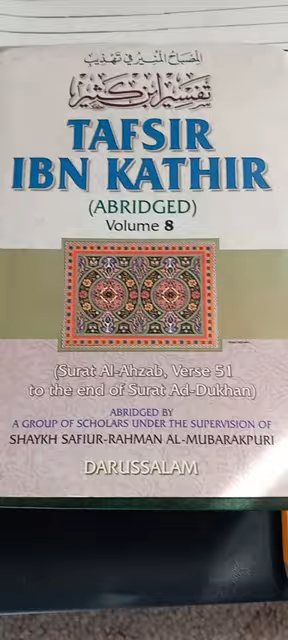 المصباح المنير في تهذيب
تفسير ابن كثير
TAFSIR
IBN KATHIR
(ABRIDGED)
Volume 8
(Surat Al-Ahzab, Verse 51
to the end of Surat Ad-Dukhan)
ABRIDGED BY
A GROUP OF SCHOLARS UNDER THE SUPERVISION OF
SHAYKH SAFIUR-RAHMAN AL-MUBARAKPURI
DARUSSALAM